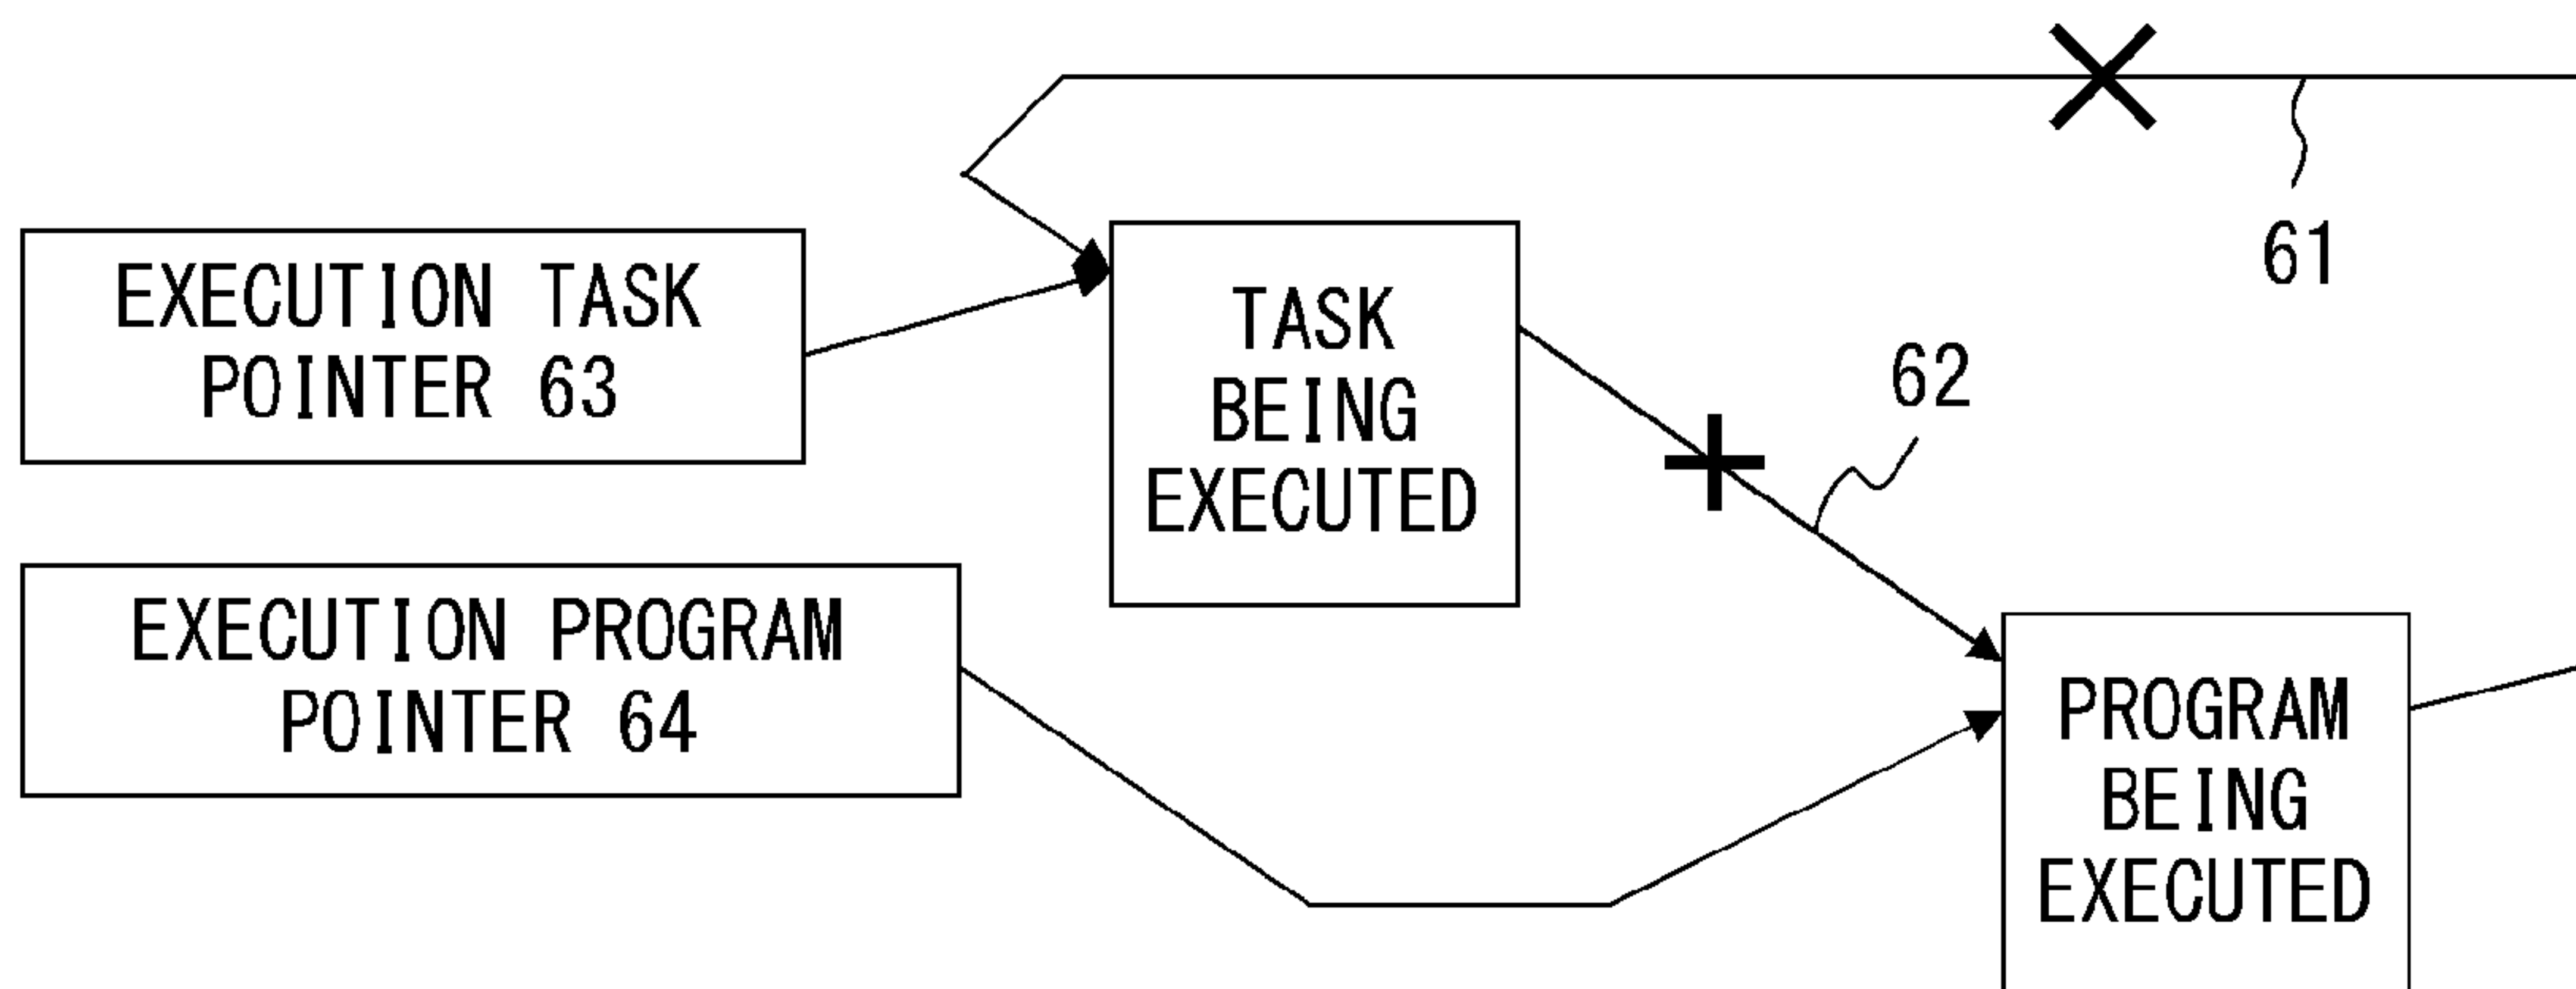 61
EXECUTION TASK
POINTER 63
TASK
BEING
EXECUTED
62
EXECUTION PROGRAM
POINTER 64
PROGRAM
BEING
EXECUTED